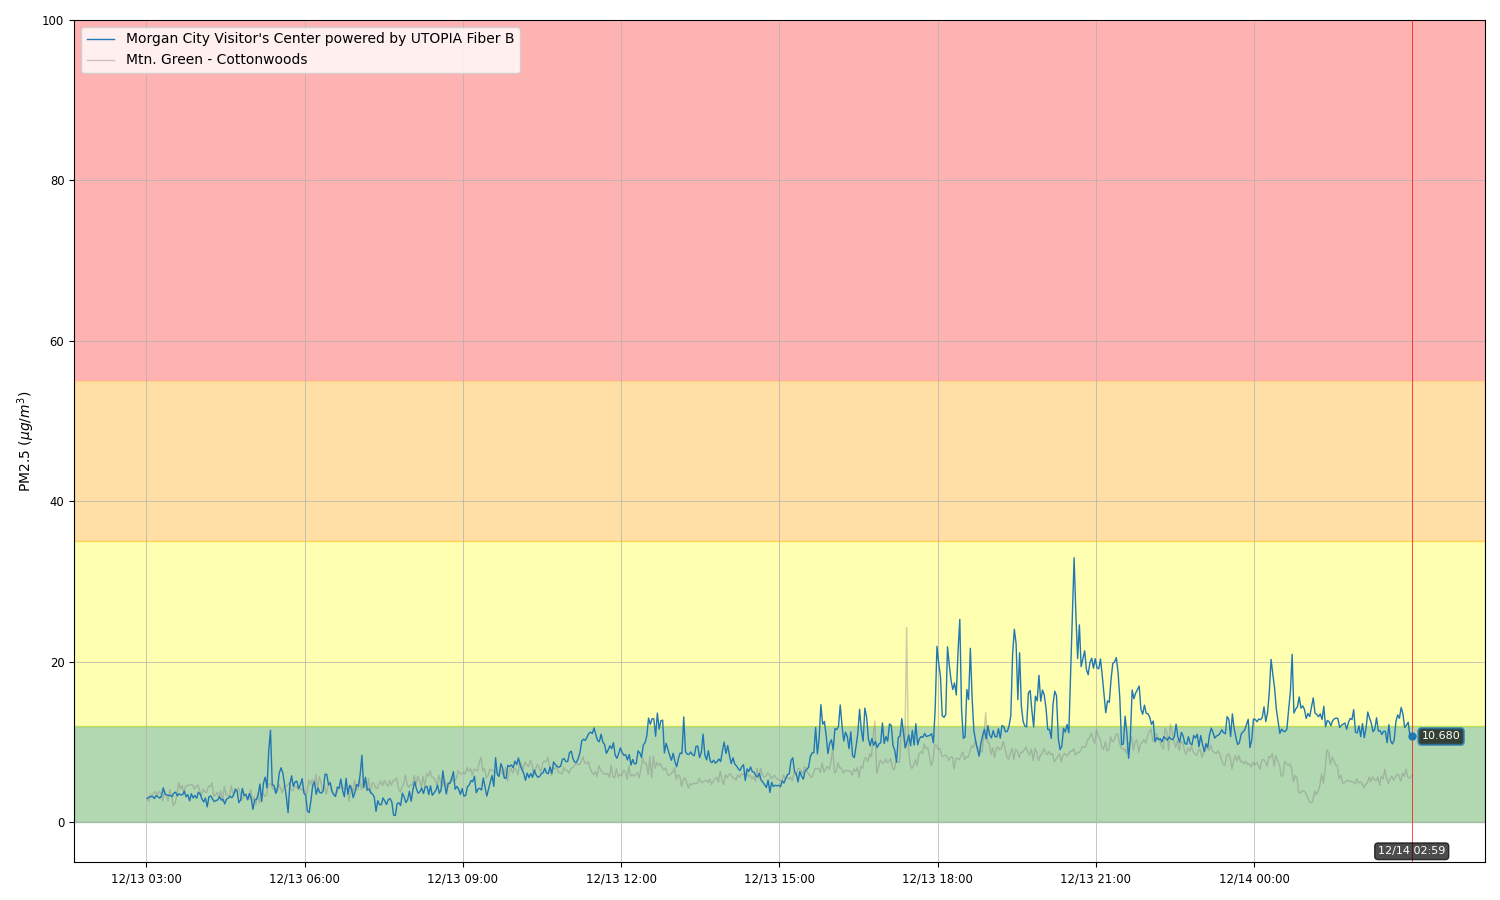 100
80
60
40
20
0
PM2.5 (μg/m³)
Morgan City Visitor's Center powered by UTOPIA Fiber B
Mtn. Green - Cottonwoods
10.680
12/14 02:59
12/13 03:00 12/13 06:00 12/13 09:00 12/13 12:00 12/13 15:00 12/13 18:00 12/13 21:00 12/14 00:00